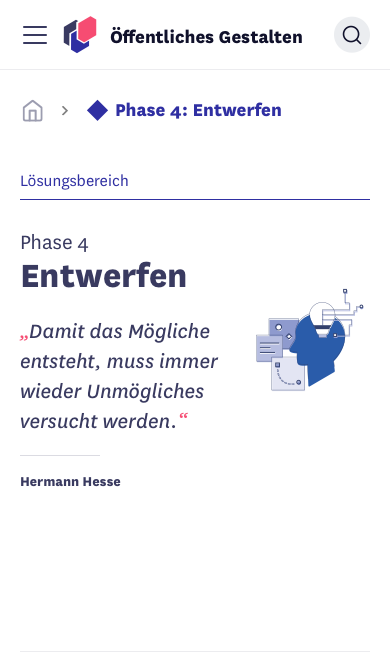 Öffentliches Gestalten
Phase 4: Entwerfen
Lösungsbereich
Phase 4
Entwerfen
„Damit das Mögliche
entsteht, muss immer
wieder Unmögliches
versucht werden.“
Hermann Hesse